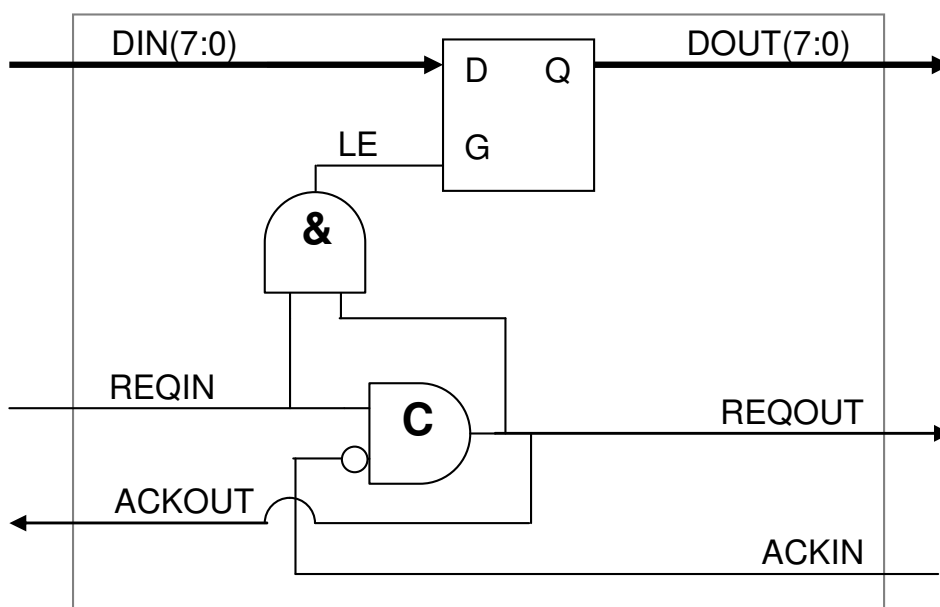 DIN(7:0)
DOUT(7:0)
D
Q
LE
G
&
REQIN
C
REQOUT
ACKOUT
ACKIN